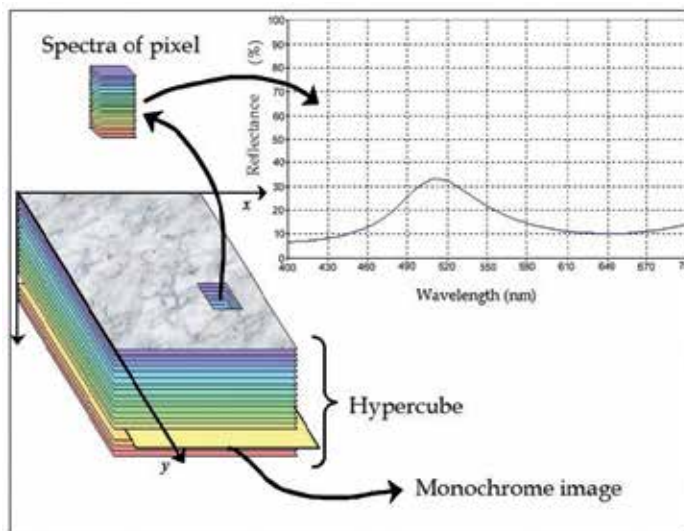 Spectra of pixel
Reflectance (%)
100
90
80
70
60
50
40
30
20
10
0
400 430 460 490 520 550 580 610 640 670
Wavelength (nm)
x
y
Hypercube
Monochrome image